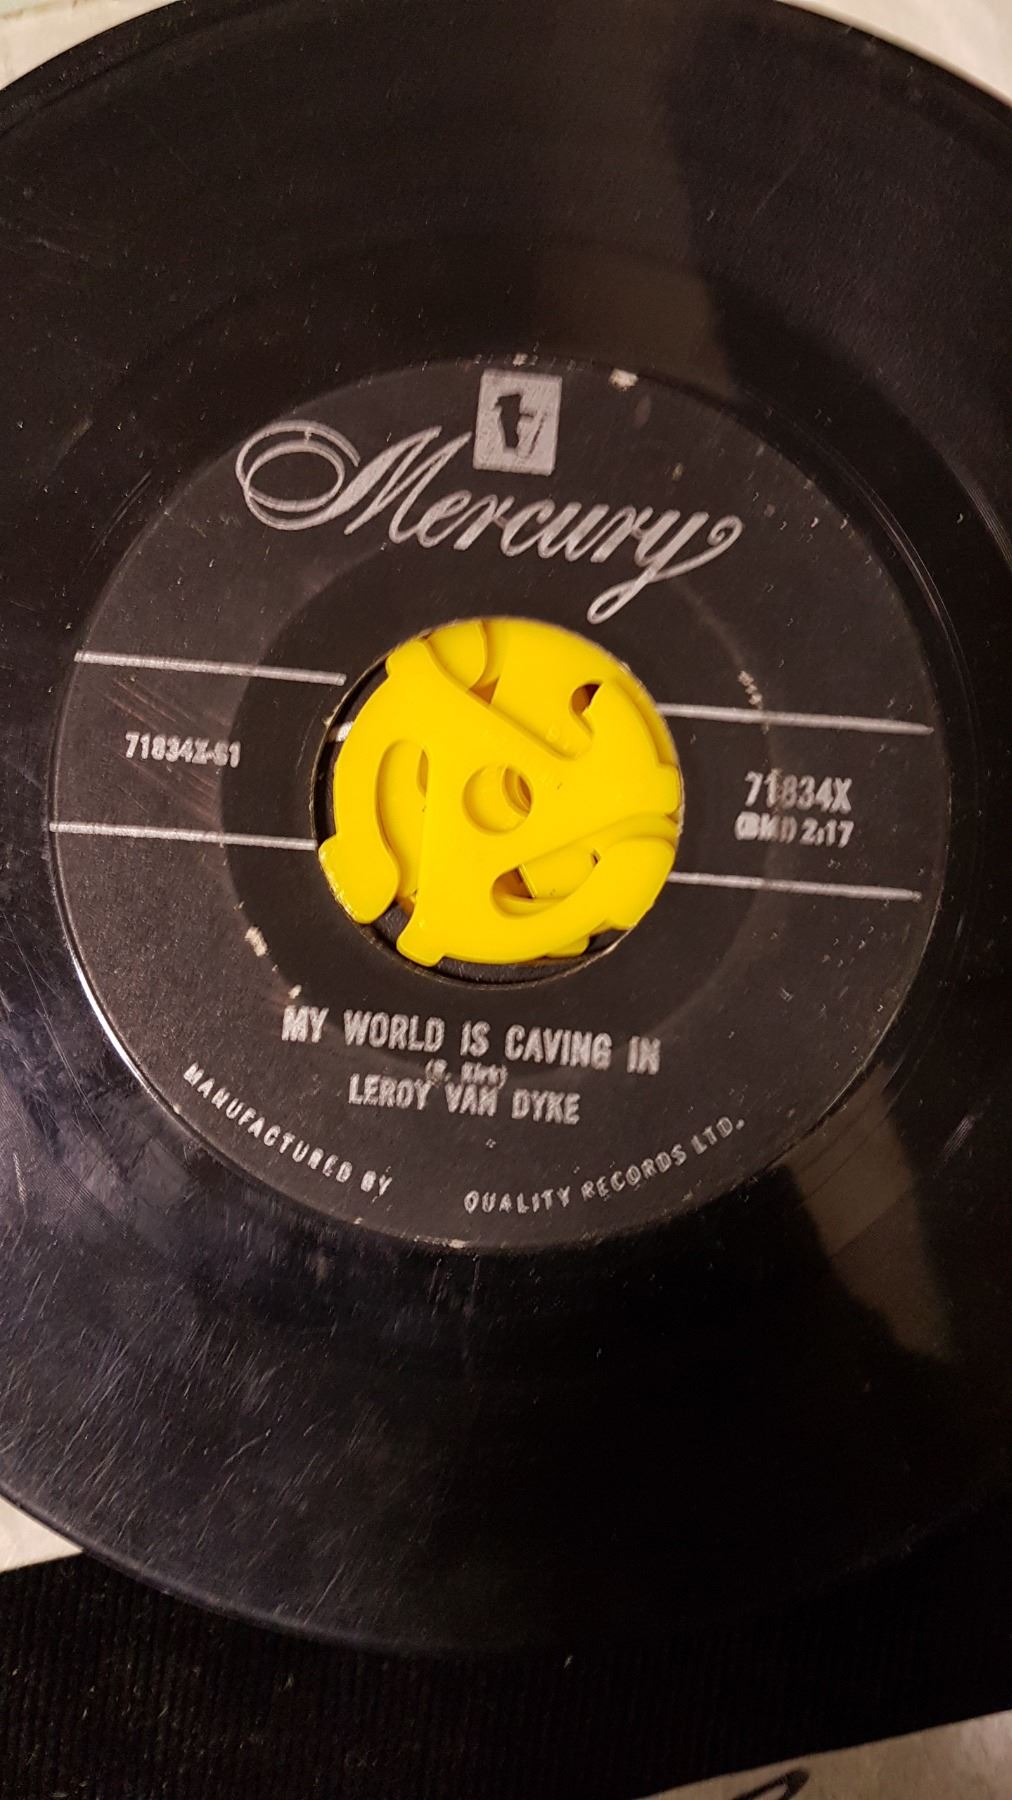 Mercury
71834X-S1
71834X
(BMI) 2:17
MY WORLD IS CAVING IN
LEROY VAN DYKE
MANUFACTURED BY QUALITY RECORDS LTD.